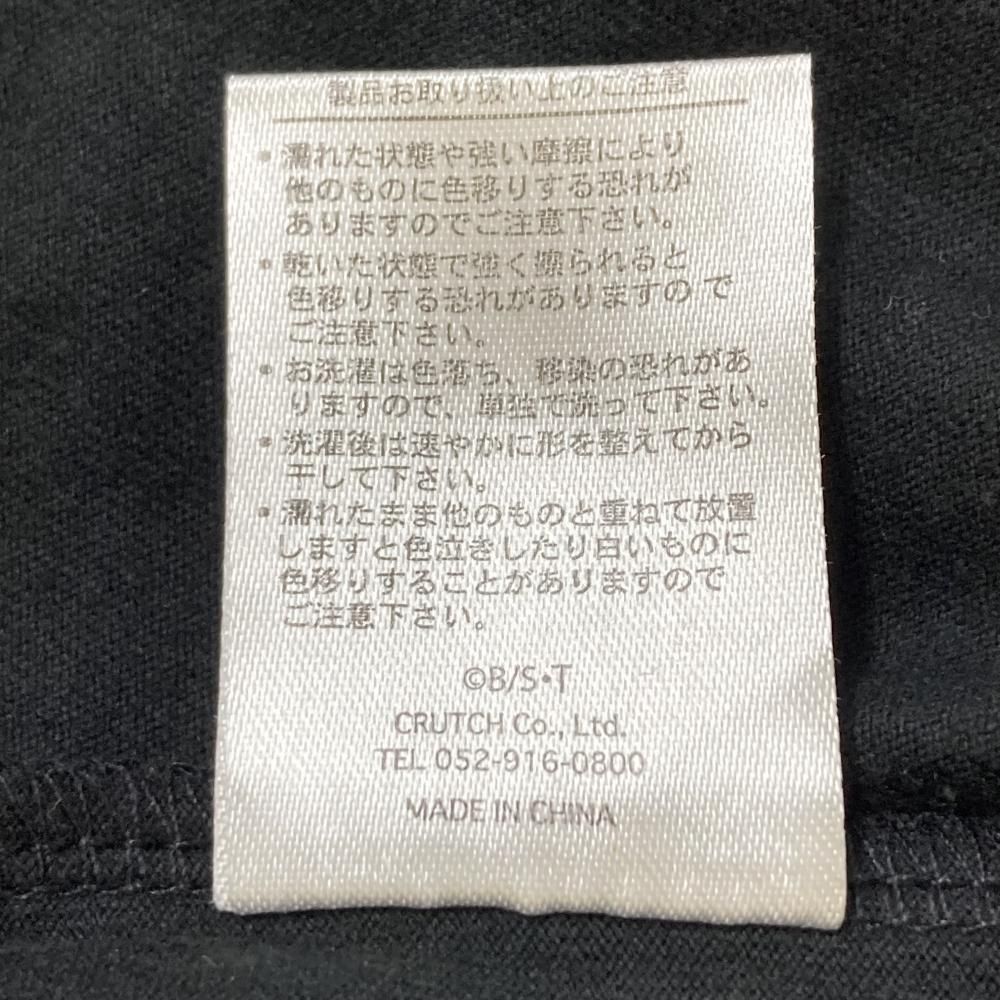 製品お取り扱い上のご注意
• 濡れた状態や強い摩擦により
他のものに色移りする恐れが
ありますのでご注意下さい。
• 乾いた状態で強く擦られると
色移りする恐れがありますので
ご注意下さい。
• お洗濯は色落ち、移染の恐れがあ
りますので、単独で洗って下さい。
• 洗濯後は速やかに形を整えてから
干して下さい。
• 濡れたまま他のものと重ねて放置
しますと色泣きしたり白いものに
色移りすることがありますので
ご注意下さい。
©B/S•T
CRUTCH Co., Ltd.
TEL 052-916-0800
MADE IN CHINA